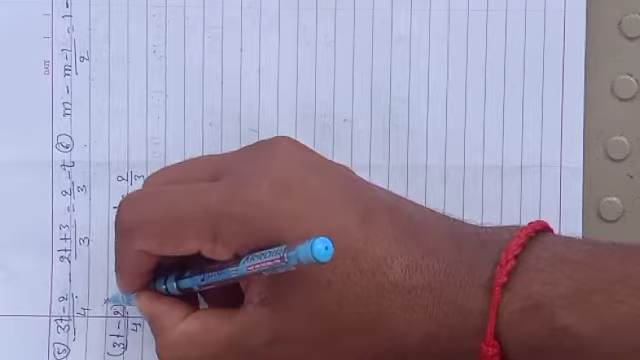 DATE
⑤ 3t-2/4 2t+3/3 = 2/3 - t ⑥ m - m-1/2 = 1 -
(3t-2)/4 2/3